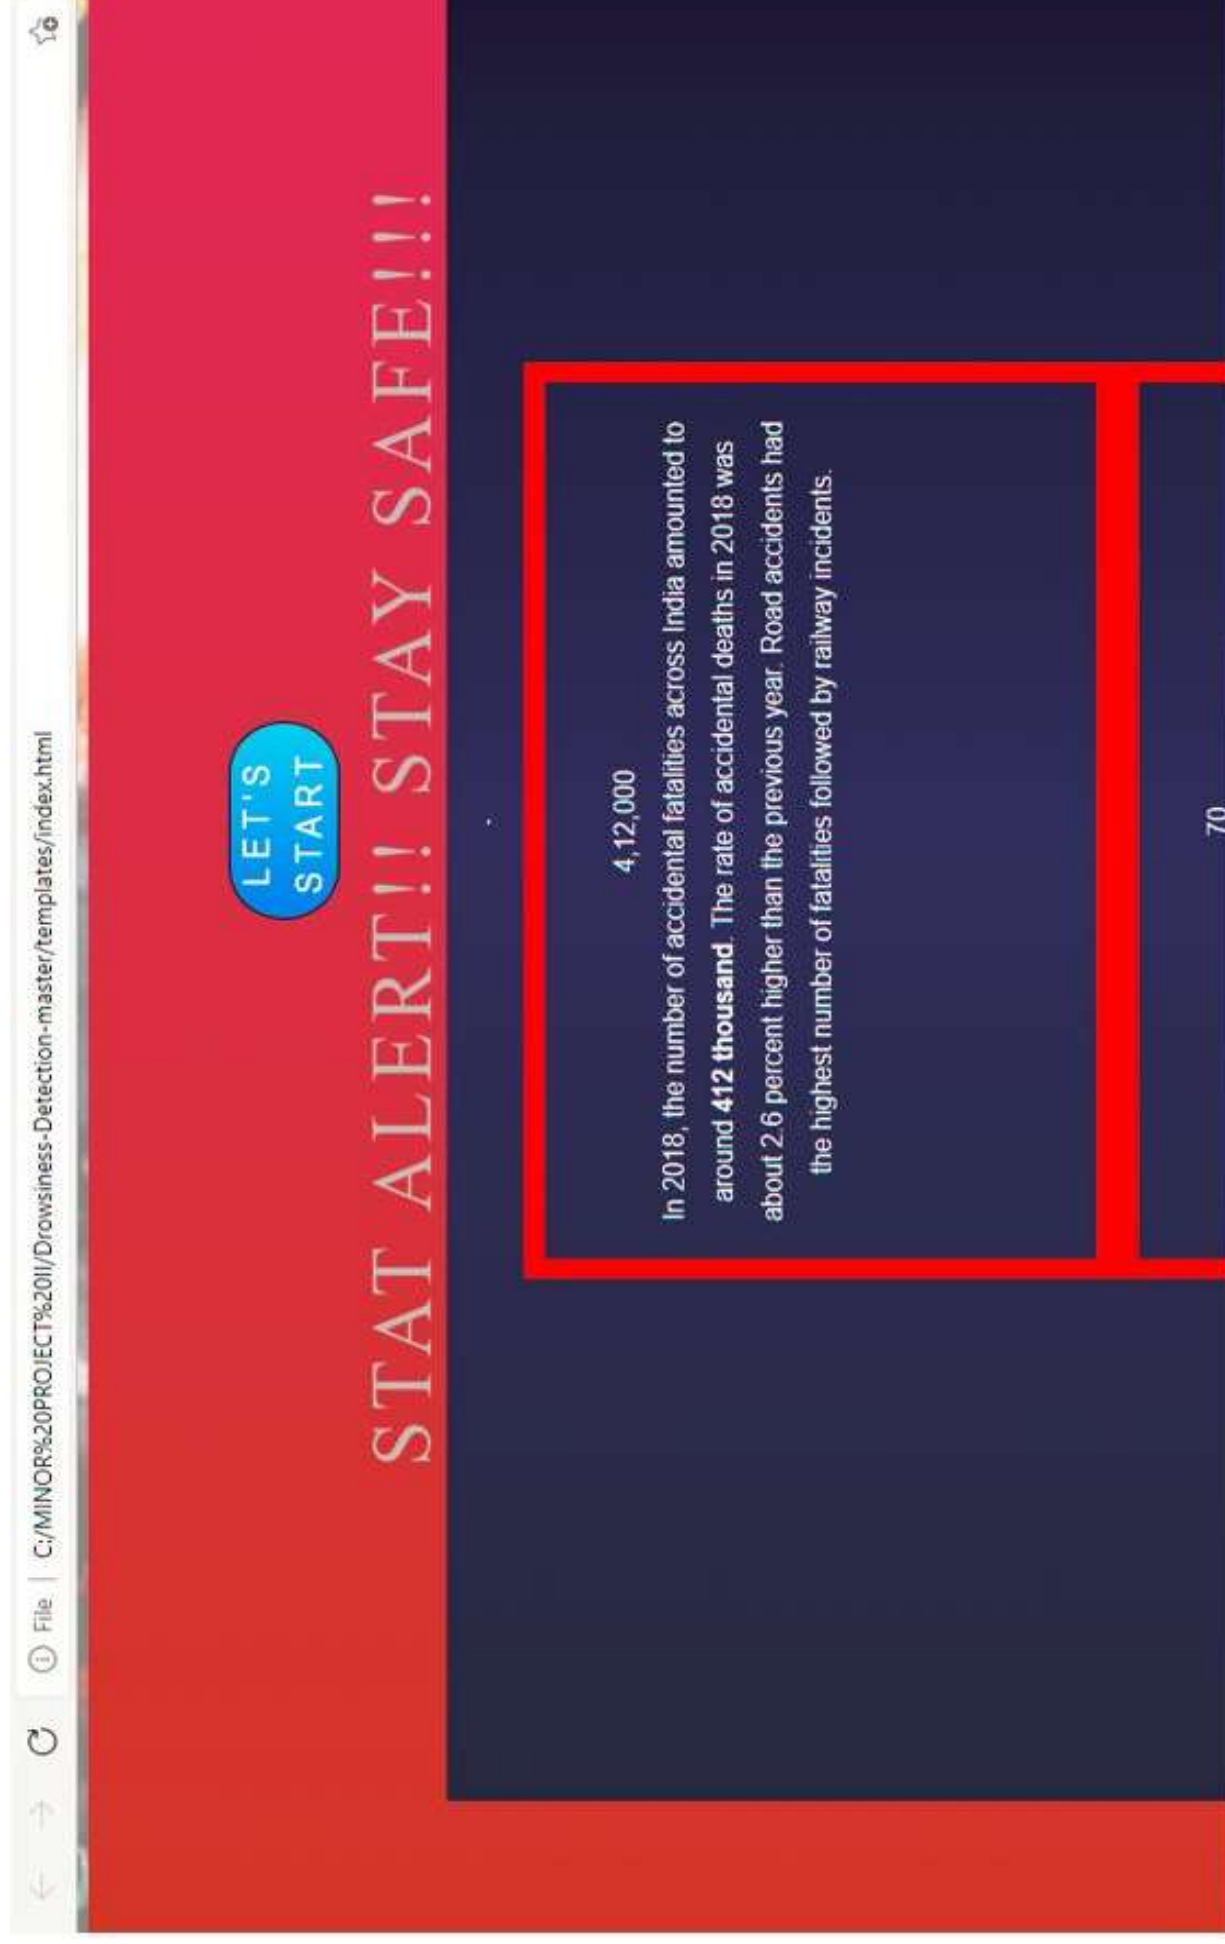 File | C:/MINOR%20PROJECT%20II/Drowsiness-Detection-master/templates/index.html
LET'S
START
STAT ALERT!! STAY SAFE!!!
4,12,000
In 2018, the number of accidental fatalities across India amounted to
around 412 thousand. The rate of accidental deaths in 2018 was
about 2.6 percent higher than the previous year. Road accidents had
the highest number of fatalities followed by railway incidents.
70